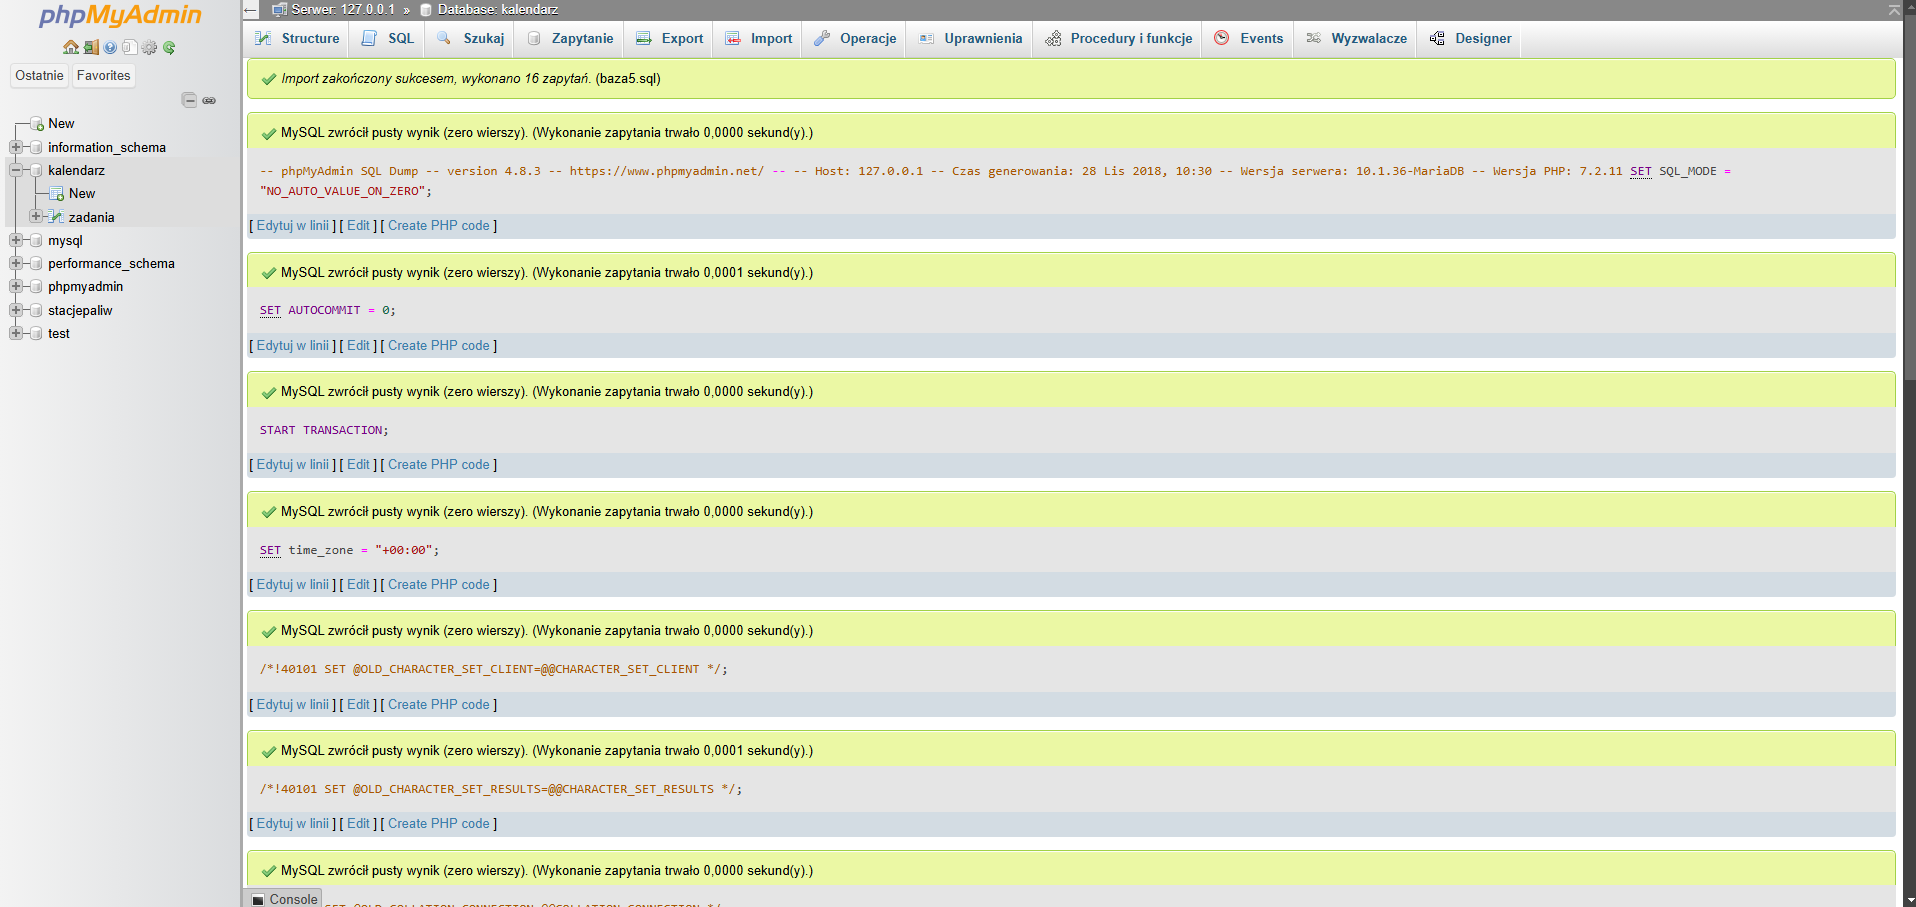 phpMyAdmin
Ostatnie Favorites
New
information_schema
kalendarz
New
zadania
mysql
performance_schema
phpmyadmin
stacjepaliw
test
Serwer: 127.0.0.1 » Database: kalendarz
Structure SQL Szukaj Zapytanie Export Import Operacje Uprawnienia Procedury i funkcje Events Wyzwalacze Designer
Import zakończony sukcesem, wykonano 16 zapytań. (baza5.sql)
MySQL zwrócił pusty wynik (zero wierszy). (Wykonanie zapytania trwało 0,0000 sekund(y).)
-- phpMyAdmin SQL Dump -- version 4.8.3 -- https://www.phpmyadmin.net/ -- -- Host: 127.0.0.1 -- Czas generowania: 28 Lis 2018, 10:30 -- Wersja serwera: 10.1.36-MariaDB -- Wersja PHP: 7.2.11 SET SQL_MODE =
"NO_AUTO_VALUE_ON_ZERO";
[ Edytuj w linii ] [ Edit ] [ Create PHP code ]
MySQL zwrócił pusty wynik (zero wierszy). (Wykonanie zapytania trwało 0,0001 sekund(y).)
SET AUTOCOMMIT = 0;
[ Edytuj w linii ] [ Edit ] [ Create PHP code ]
MySQL zwrócił pusty wynik (zero wierszy). (Wykonanie zapytania trwało 0,0000 sekund(y).)
START TRANSACTION;
[ Edytuj w linii ] [ Edit ] [ Create PHP code ]
MySQL zwrócił pusty wynik (zero wierszy). (Wykonanie zapytania trwało 0,0000 sekund(y).)
SET time_zone = "+00:00";
[ Edytuj w linii ] [ Edit ] [ Create PHP code ]
MySQL zwrócił pusty wynik (zero wierszy). (Wykonanie zapytania trwało 0,0000 sekund(y).)
/*!40101 SET @OLD_CHARACTER_SET_CLIENT=@@CHARACTER_SET_CLIENT */;
[ Edytuj w linii ] [ Edit ] [ Create PHP code ]
MySQL zwrócił pusty wynik (zero wierszy). (Wykonanie zapytania trwało 0,0001 sekund(y).)
/*!40101 SET @OLD_CHARACTER_SET_RESULTS=@@CHARACTER_SET_RESULTS */;
[ Edytuj w linii ] [ Edit ] [ Create PHP code ]
MySQL zwrócił pusty wynik (zero wierszy). (Wykonanie zapytania trwało 0,0000 sekund(y).)
Console